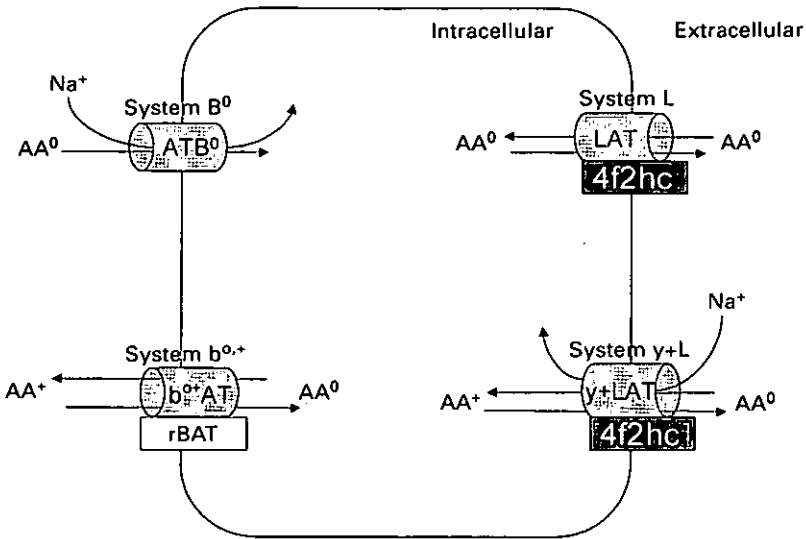 Intracellular
Extracellular
Na⁺
System B⁰
AA⁰
ATB⁰
System L
AA⁰
LAT
AA⁰
4f2hc
Na⁺
System b⁰,⁺
AA⁺
b⁰⁺AT
AA⁰
rBAT
System y+L
AA⁺
y+LAT
AA⁰
4f2hc